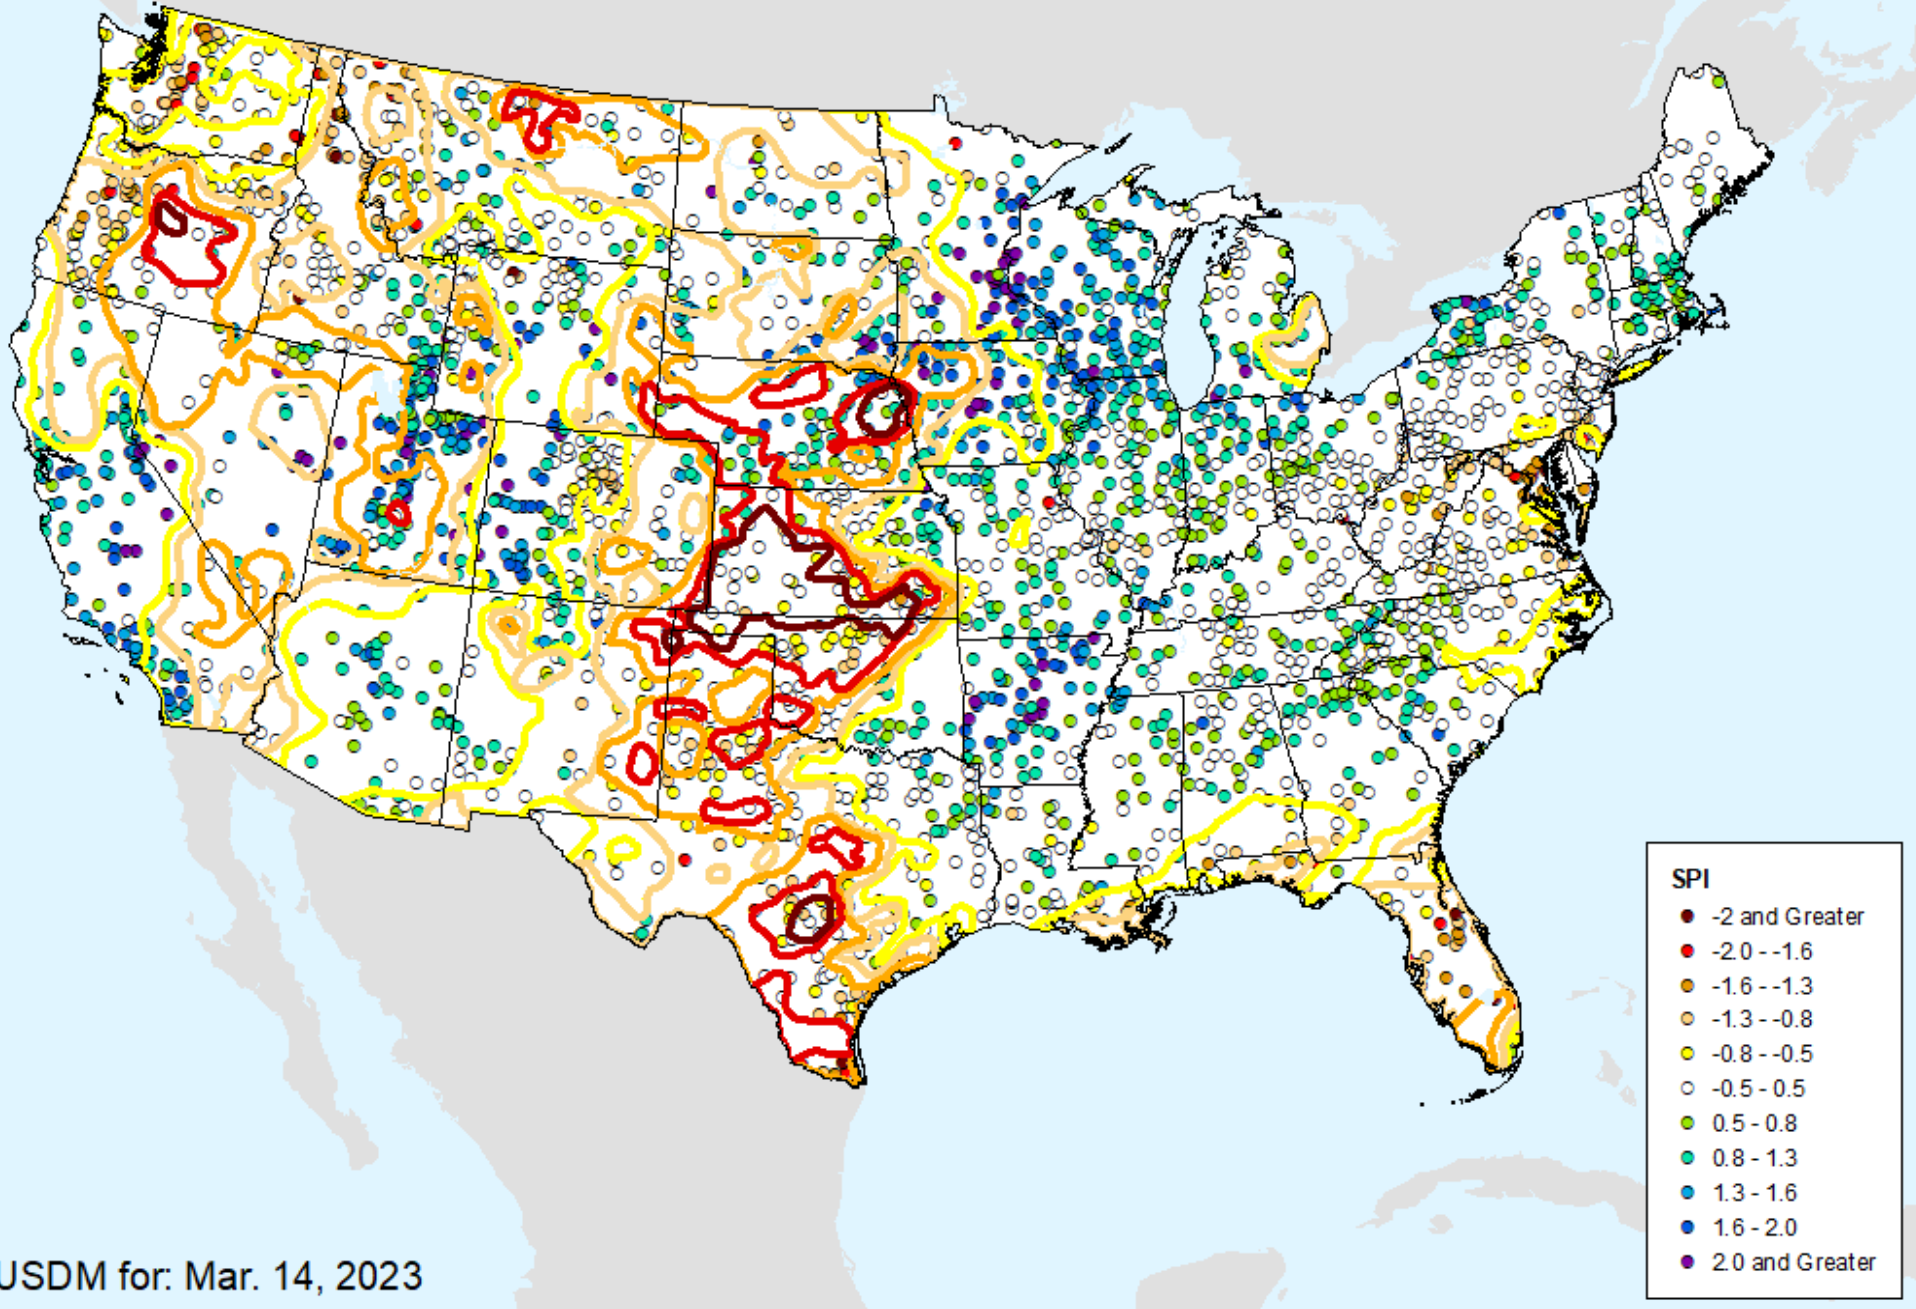 SPI
-2 and Greater
-2.0 - -1.6
-1.6 - -1.3
-1.3 - -0.8
-0.8 - -0.5
-0.5 - 0.5
0.5 - 0.8
0.8 - 1.3
1.3 - 1.6
1.6 - 2.0
2.0 and Greater
USDM for: Mar. 14, 2023